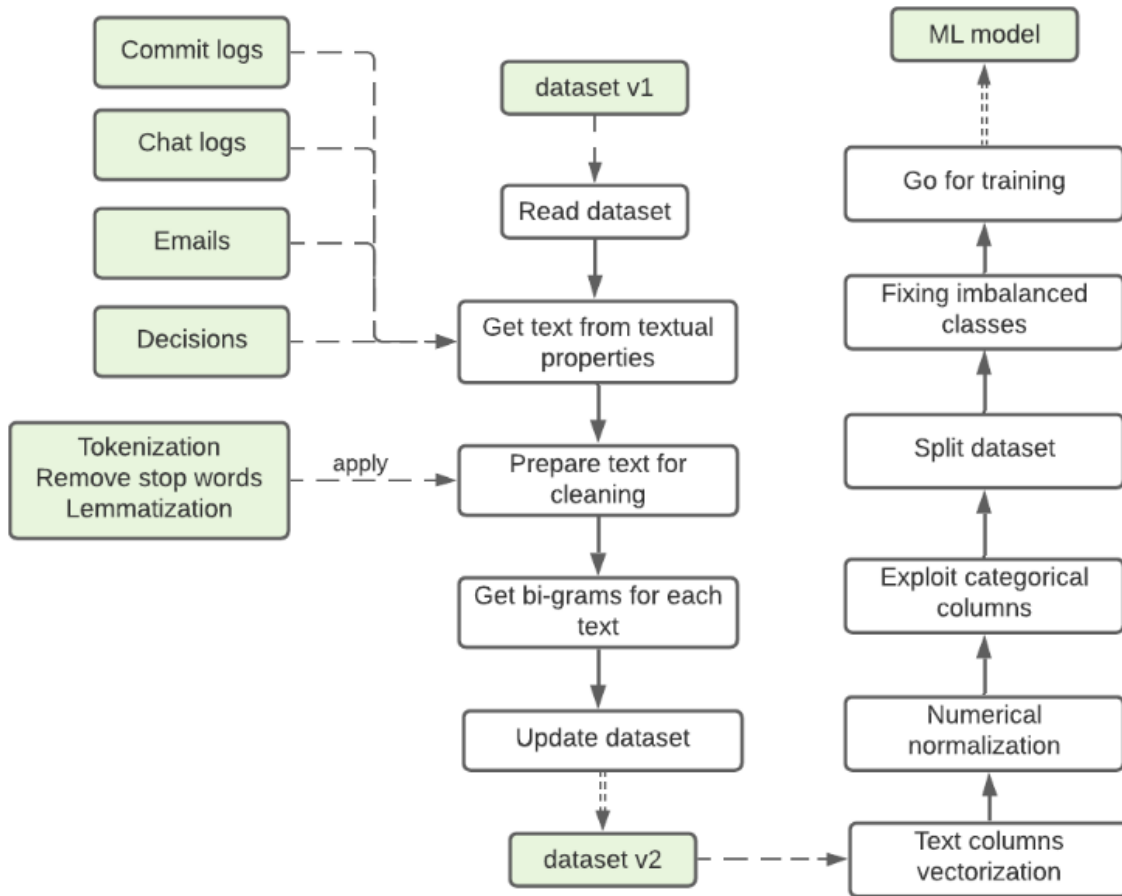 Commit logs
Chat logs
Emails
Decisions
Tokenization
Remove stop words
Lemmatization
apply
dataset v1
Read dataset
Get text from textual
properties
Prepare text for
cleaning
Get bi-grams for each
text
Update dataset
dataset v2
ML model
Go for training
Fixing imbalanced
classes
Split dataset
Exploit categorical
columns
Numerical
normalization
Text columns
vectorization